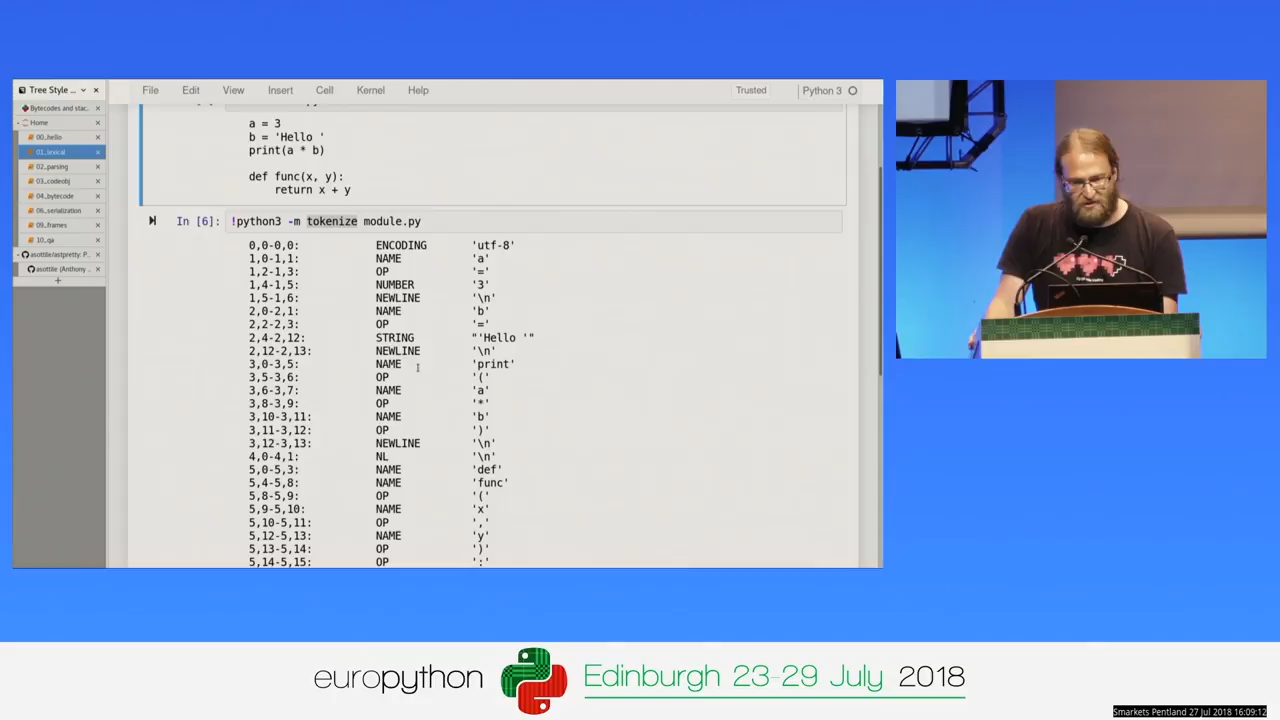 Tree Style ...
Bytecodes and stac.
Home
00_hello
01_lexical
02_parsing
03_codeobj
04_bytecode
06_serialization
09_frames
10_qa
asottile/astpretty: P.
asottile (Anthony ..
File Edit View Insert Cell Kernel Help Trusted Python 3
a = 3
b = 'Hello '
print(a * b)
def func(x, y):
    return x + y
In [6]: !python3 -m tokenize module.py
0,0-0,0: ENCODING 'utf-8'
1,0-1,1: NAME 'a'
1,2-1,3: OP '='
1,4-1,5: NUMBER '3'
1,5-1,6: NEWLINE '\n'
2,0-2,1: NAME 'b'
2,2-2,3: OP '='
2,4-2,12: STRING "'Hello '"
2,12-2,13: NEWLINE '\n'
3,0-3,5: NAME 'print'
3,5-3,6: OP '('
3,6-3,7: NAME 'a'
3,8-3,9: OP '*'
3,10-3,11: NAME 'b'
3,11-3,12: OP ')'
3,12-3,13: NEWLINE '\n'
4,0-4,1: NL '\n'
5,0-5,3: NAME 'def'
5,4-5,8: NAME 'func'
5,8-5,9: OP '('
5,9-5,10: NAME 'x'
5,10-5,11: OP ','
5,12-5,13: NAME 'y'
5,13-5,14: OP ')'
5,14-5,15: OP ':'
europython Edinburgh 23-29 July 2018
Smarkets Pentland 27 Jul 2018 16:09:12